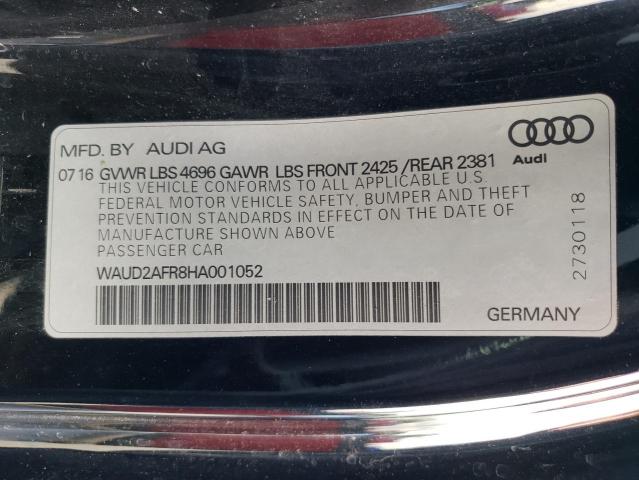 MFD. BY AUDI AG
Audi
07 16 GVWR LBS 4696 GAWR LBS FRONT 2425 /REAR 2381
THIS VEHICLE CONFORMS TO ALL APPLICABLE U.S.
FEDERAL MOTOR VEHICLE SAFETY, BUMPER AND THEFT
PREVENTION STANDARDS IN EFFECT ON THE DATE OF
MANUFACTURE SHOWN ABOVE
PASSENGER CAR
WAUD2AFR8HA001052
2730118
GERMANY